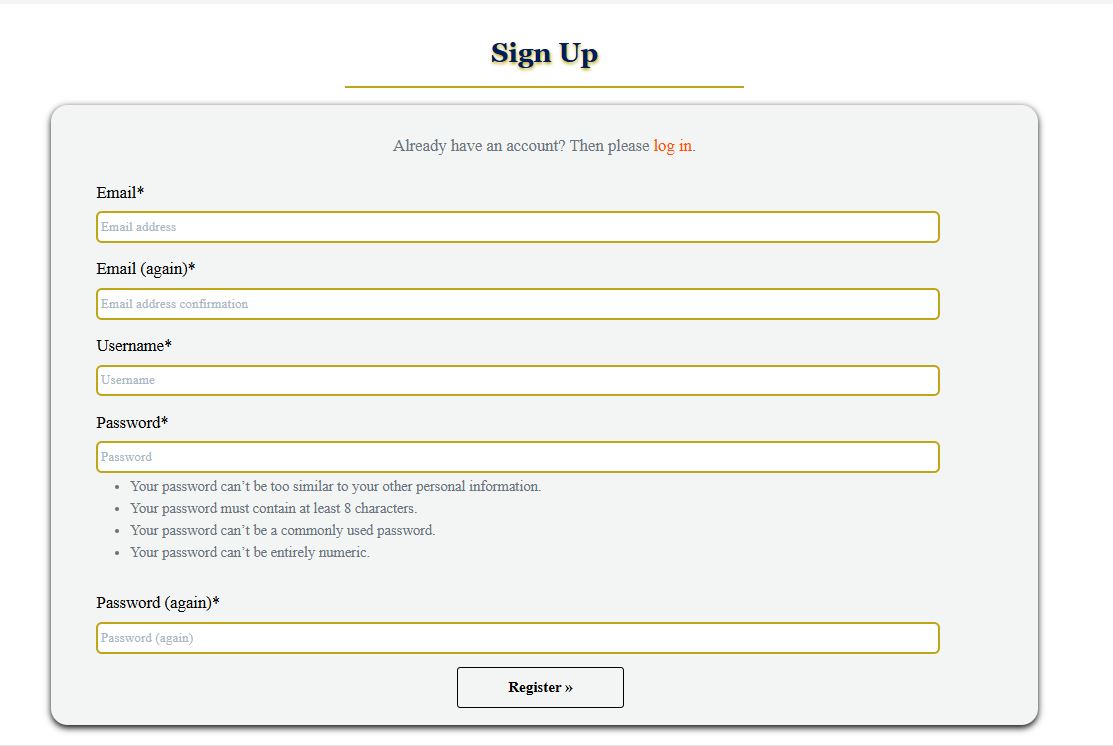 Sign Up
Already have an account? Then please log in.
Email*
Email address
Email (again)*
Email address confirmation
Username*
Username
Password*
Password
• Your password can’t be too similar to your other personal information.
• Your password must contain at least 8 characters.
• Your password can’t be a commonly used password.
• Your password can’t be entirely numeric.
Password (again)*
Password (again)
Register »